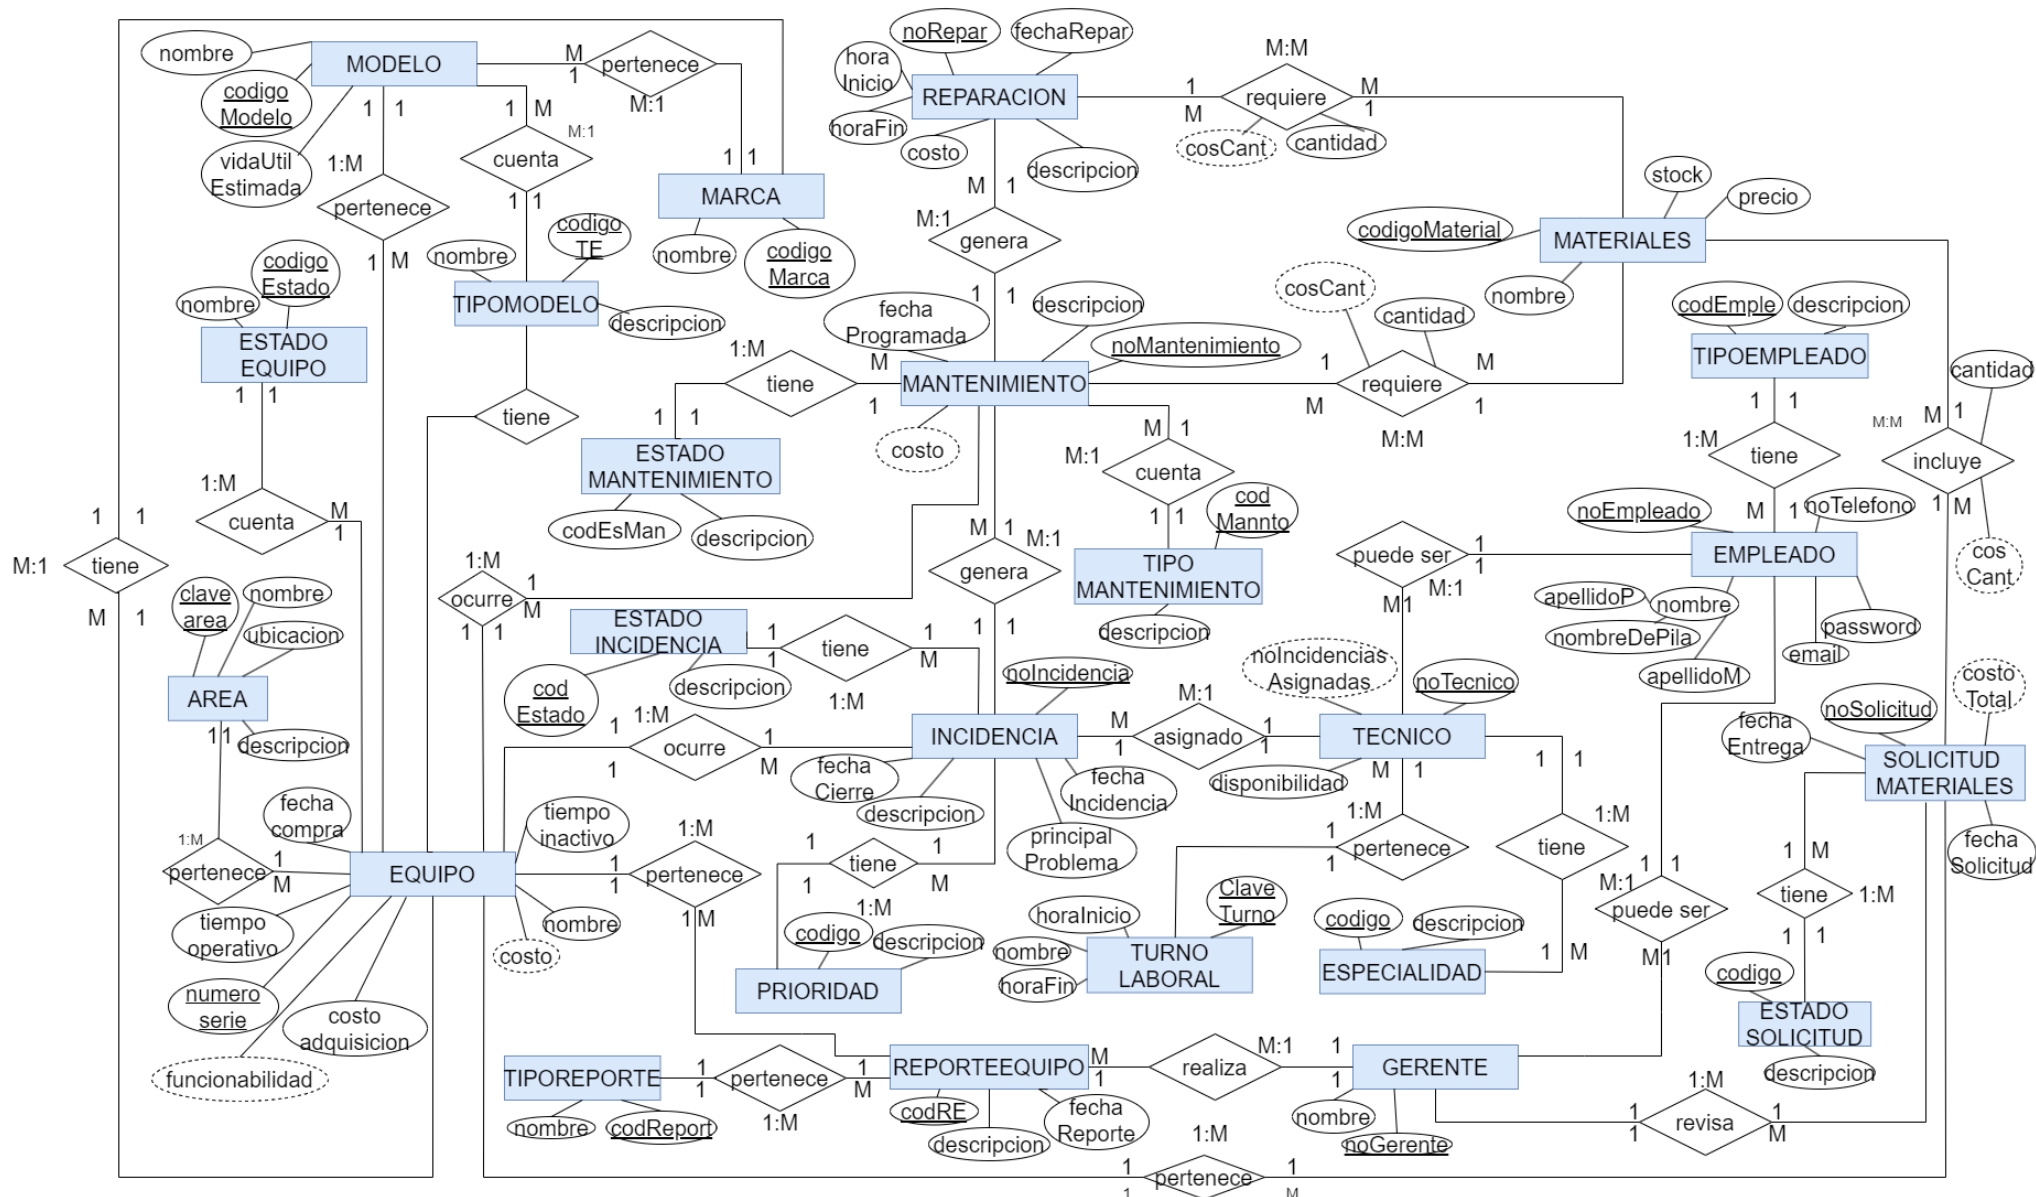 nombre
MODELO
codigo
Modelo
vidaUtil
Estimada
M
1
pertenece
M:1
1
1
1:M
pertenece
1
M
1
M
M:1
cuenta
1
1
1
1
MARCA
nombre
codigo
Marca
nombre
codigo
TE
TIPOMODELO
descripcion
tiene
codigo
Estado
nombre
ESTADO
EQUIPO
1
1
1:M
cuenta
M
1
noRepar
fechaRepar
hora
Inicio
REPARACION
horaFin
costo
descripcion
M:M
1
M
requiere
M
1
cosCant
cantidad
M
1
M:1
genera
1
1
stock
precio
codigoMaterial
MATERIALES
nombre
fecha
Programada
descripcion
noMantenimiento
MANTENIMIENTO
costo
1:M
tiene
M
1
1
1
ESTADO
MANTENIMIENTO
codEsMan
descripcion
cosCant
cantidad
1
M
requiere
M
1
M:M
M
1
M:1
cuenta
1
1
cod
Mannto
TIPO
MANTENIMIENTO
descripcion
codEmple
descripcion
TIPOEMPLEADO
1
1
1:M
tiene
M
1
cantidad
M:M
M
1
incluye
1
M
cos
Cant
noEmpleado
noTelefono
EMPLEADO
apellidoP
nombre
nombreDePila
apellidoM
email
password
puede ser
1
1
M:1
M1
1
1
M:1
tiene
M
1
clave
area
nombre
ubicacion
AREA
descripcion
11
1:M
pertenece
1
M
1:M
ocurre
1
M
1
1
M
1
M:1
genera
1
1
ESTADO
INCIDENCIA
cod
Estado
descripcion
1
1
tiene
1
M
1:M
noIncidencia
INCIDENCIA
fecha
Cierre
descripcion
fecha
Incidencia
principal
Problema
1:M
1
1
ocurre
1
M
M:1
M
1
asignado
1
1
noIncidencias
Asignadas
noTecnico
TECNICO
disponibilidad
M
1
1:M
1
1
pertenece
1
1
1:M
tiene
1
M
costo
Total
noSolicitud
fecha
Entrega
SOLICITUD
MATERIALES
fecha
Solicitud
1
M
tiene
1:M
1
1
codigo
ESTADO
SOLICITUD
descripcion
fecha
compra
tiempo
inactivo
EQUIPO
tiempo
operativo
nombre
costo
numero
serie
costo
adquisicion
funcionabilidad
1:M
1
1
pertenece
1
M
1
1
tiene
1
M
1:M
codigo
descripcion
PRIORIDAD
horaInicio
Clave
Turno
nombre
horaFin
TURNO
LABORAL
codigo
descripcion
ESPECIALIDAD
1
1
M:1
puede ser
M1
TIPOREPORTE
nombre
codReport
1
1
pertenece
1
M
1:M
REPORTEEQUIPO
codRE
descripcion
fecha
Reporte
M
1
realiza
M:1
1
1
GERENTE
nombre
noGerente
1:M
1
1
revisa
1
M
1:M
1
1
pertenece
1
M